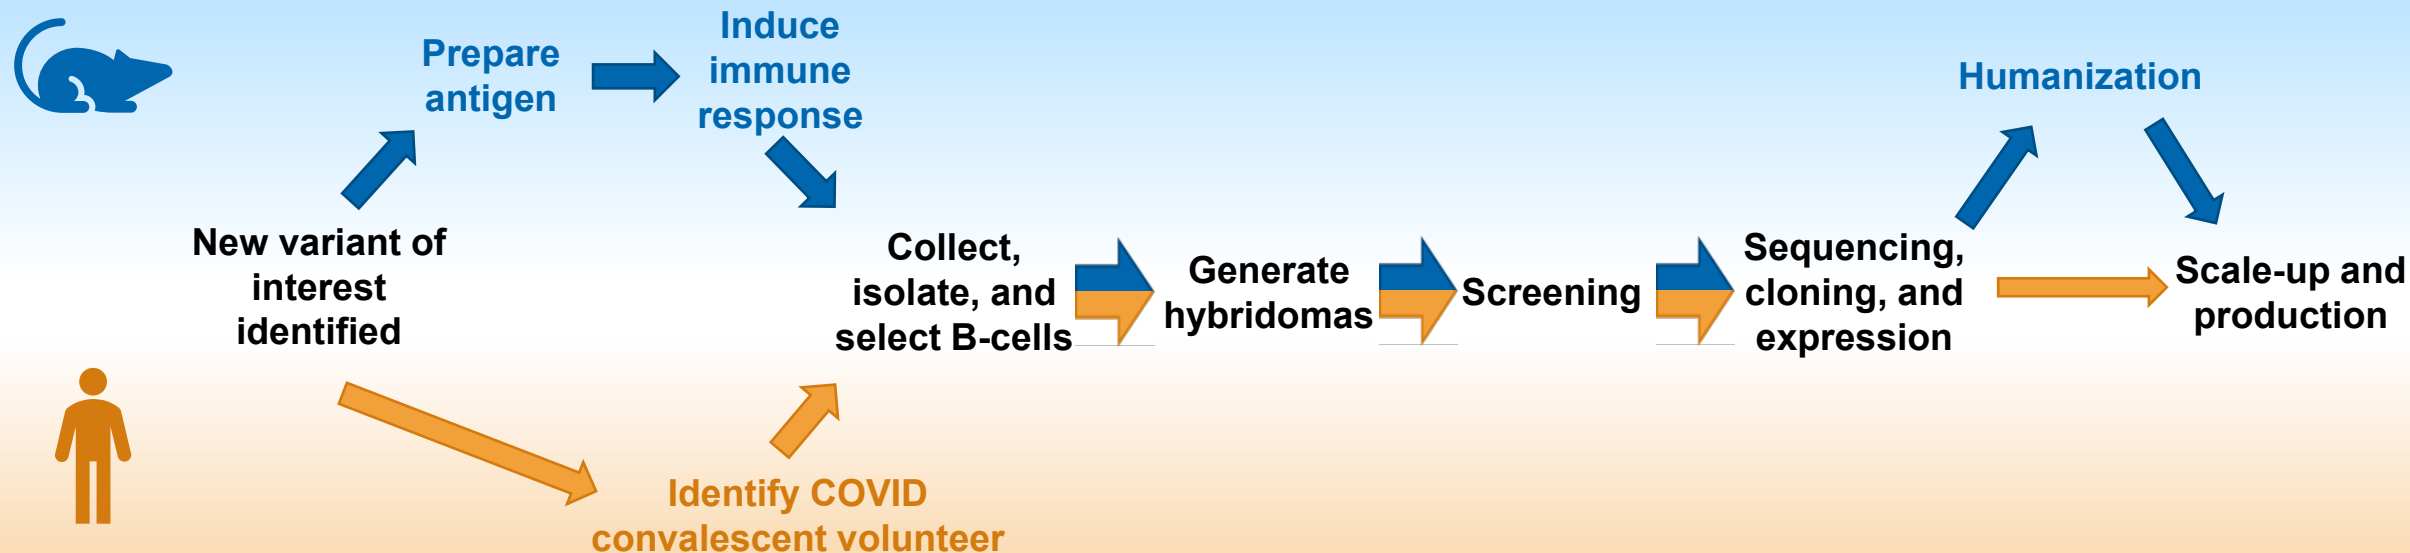 Prepare
antigen
Induce
immune
response
Humanization
New variant of
interest
identified
Collect,
isolate, and
select B-cells
Generate
hybridomas
Screening
Sequencing,
cloning, and
expression
Scale-up and
production
Identify COVID
convalescent volunteer